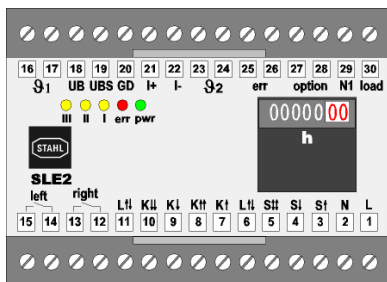 16 17 18 19 20 21 22 23 24 25 26 27 28 29 30
ϑ1 UB UBS GD I+ I- ϑ2 err option N1 load
III II I err pwr
00000 00
h
STAHL
SLE2
left right
L↑⇂ K⇊ K↓ K⇈ K↑ L↑⇂ S⇈ S↓ S↑ N L
15 14 13 12 11 10 9 8 7 6 5 4 3 2 1